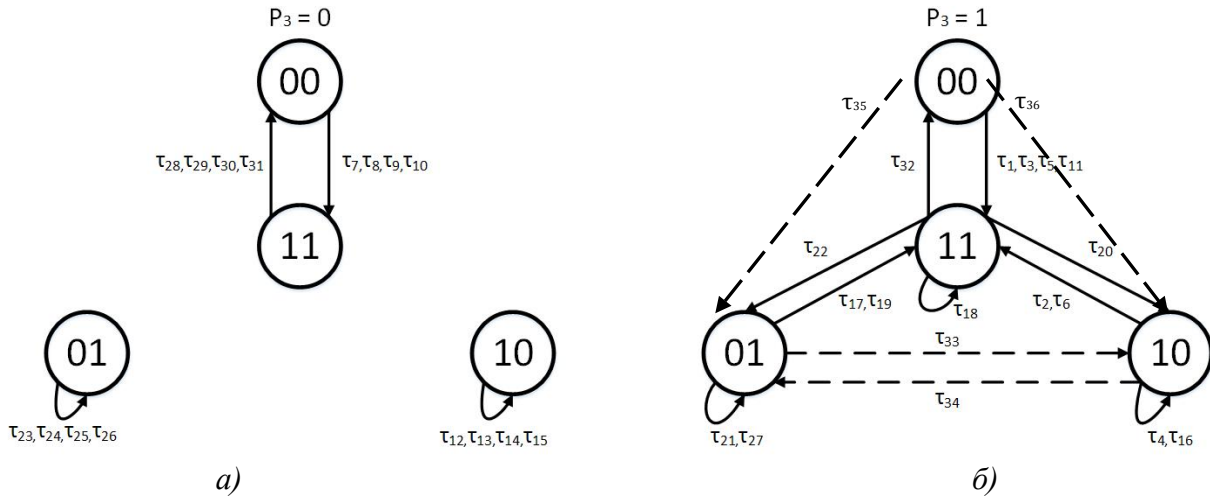 P₃ = 0
00
τ₂₈,τ₂₉,τ₃₀,τ₃₁
τ₇,τ₈,τ₉,τ₁₀
11
01
10
τ₂₃,τ₂₄,τ₂₅,τ₂₆
τ₁₂,τ₁₃,τ₁₄,τ₁₅
а)
P₃ = 1
00
τ₃₅
τ₃₆
τ₃₂
τ₁,τ₃,τ₅,τ₁₁
11
τ₂₂
τ₂₀
τ₁₇,τ₁₉
τ₁₈
τ₂,τ₆
01
τ₃₃
10
τ₃₄
τ₂₁,τ₂₇
τ₄,τ₁₆
б)